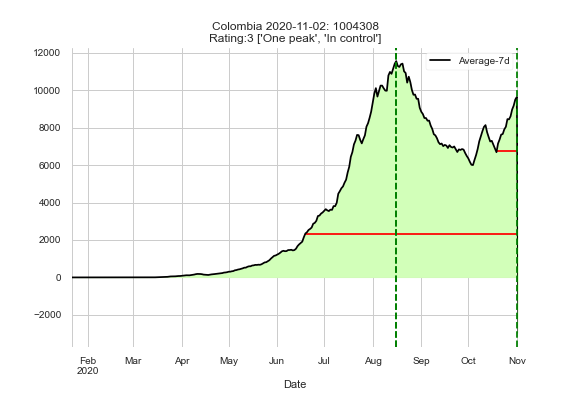 Colombia 2020-11-02: 1004308
Rating:3 ['One peak', 'In control']
Average-7d
12000
10000
8000
6000
4000
2000
0
−2000
Feb Mar Apr May Jun Jul Aug Sep Oct Nov
2020
Date